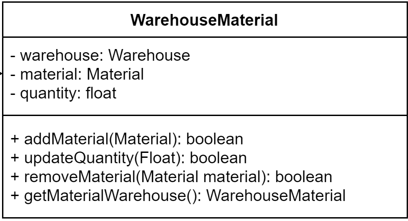 WarehouseMaterial
- warehouse: Warehouse
- material: Material
- quantity: float
+ addMaterial(Material): boolean
+ updateQuantity(Float): boolean
+ removeMaterial(Material material): boolean
+ getMaterialWarehouse(): WarehouseMaterial